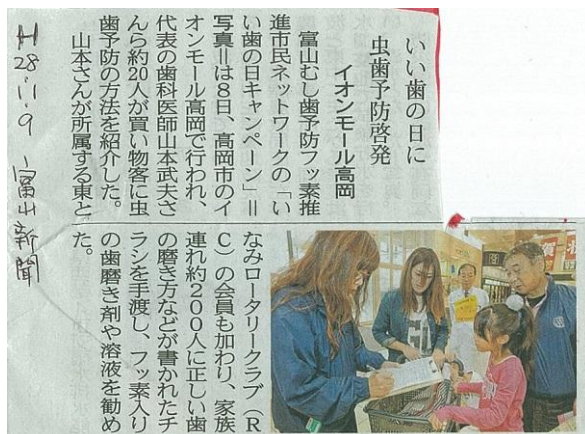 いい歯の日に
虫歯予防啓発
イオンモール高岡
富山むし歯予防フッ素推
進市民ネットワークの「い
い歯の日キャンペーン」＝
写真＝は８日、高岡市のイ
オンモール高岡で行われ、
代表の歯科医師山本武夫さ
んら約20人が買い物客に虫
歯予防の方法を紹介した。
山本さんが所属する東と
なみロータリークラブ（Ｒ
Ｃ）の会員も加わり、家族
連れ約２００人に正しい歯
の磨き方などが書かれたチ
ラシを手渡し、フッ素入り
の歯磨き剤や溶液を勧め
た。
H28.11.9 富山新聞